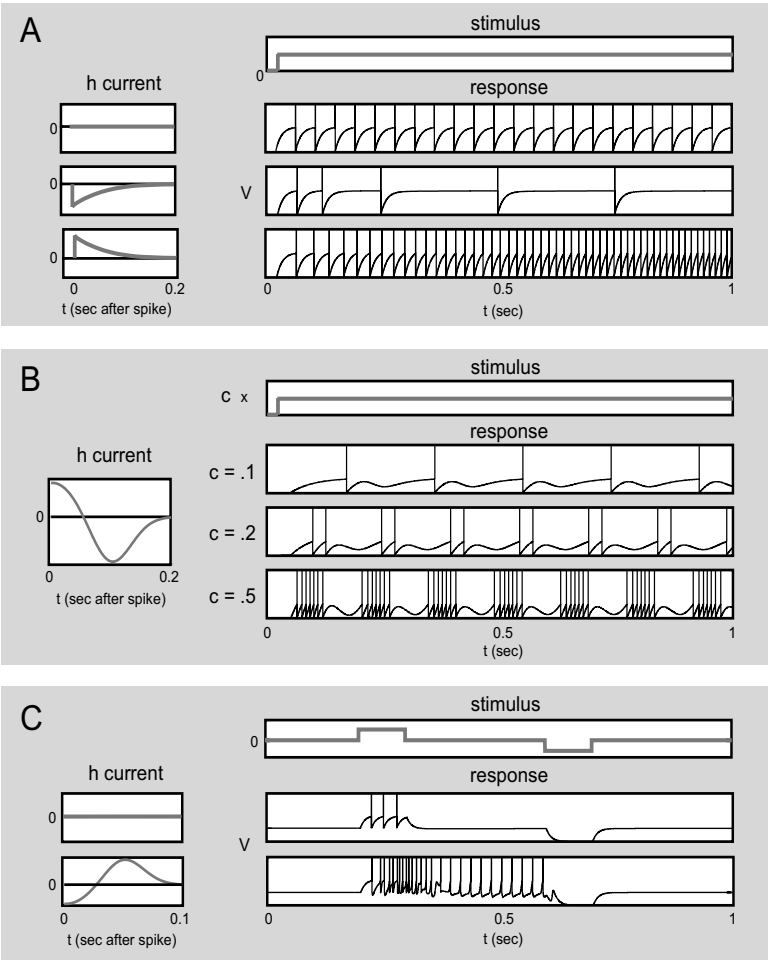 A
stimulus
0
h current
response
0
0
V
0
0 0.2
0 0.5 1
t (sec after spike)
t (sec)
B
stimulus
c x
response
h current
c = .1
0
c = .2
0 0.2
c = .5
t (sec after spike)
0 0.5 1
t (sec)
C
stimulus
0
h current
response
0
V
0
0 0.1
0 0.5 1
t (sec after spike)
t (sec)